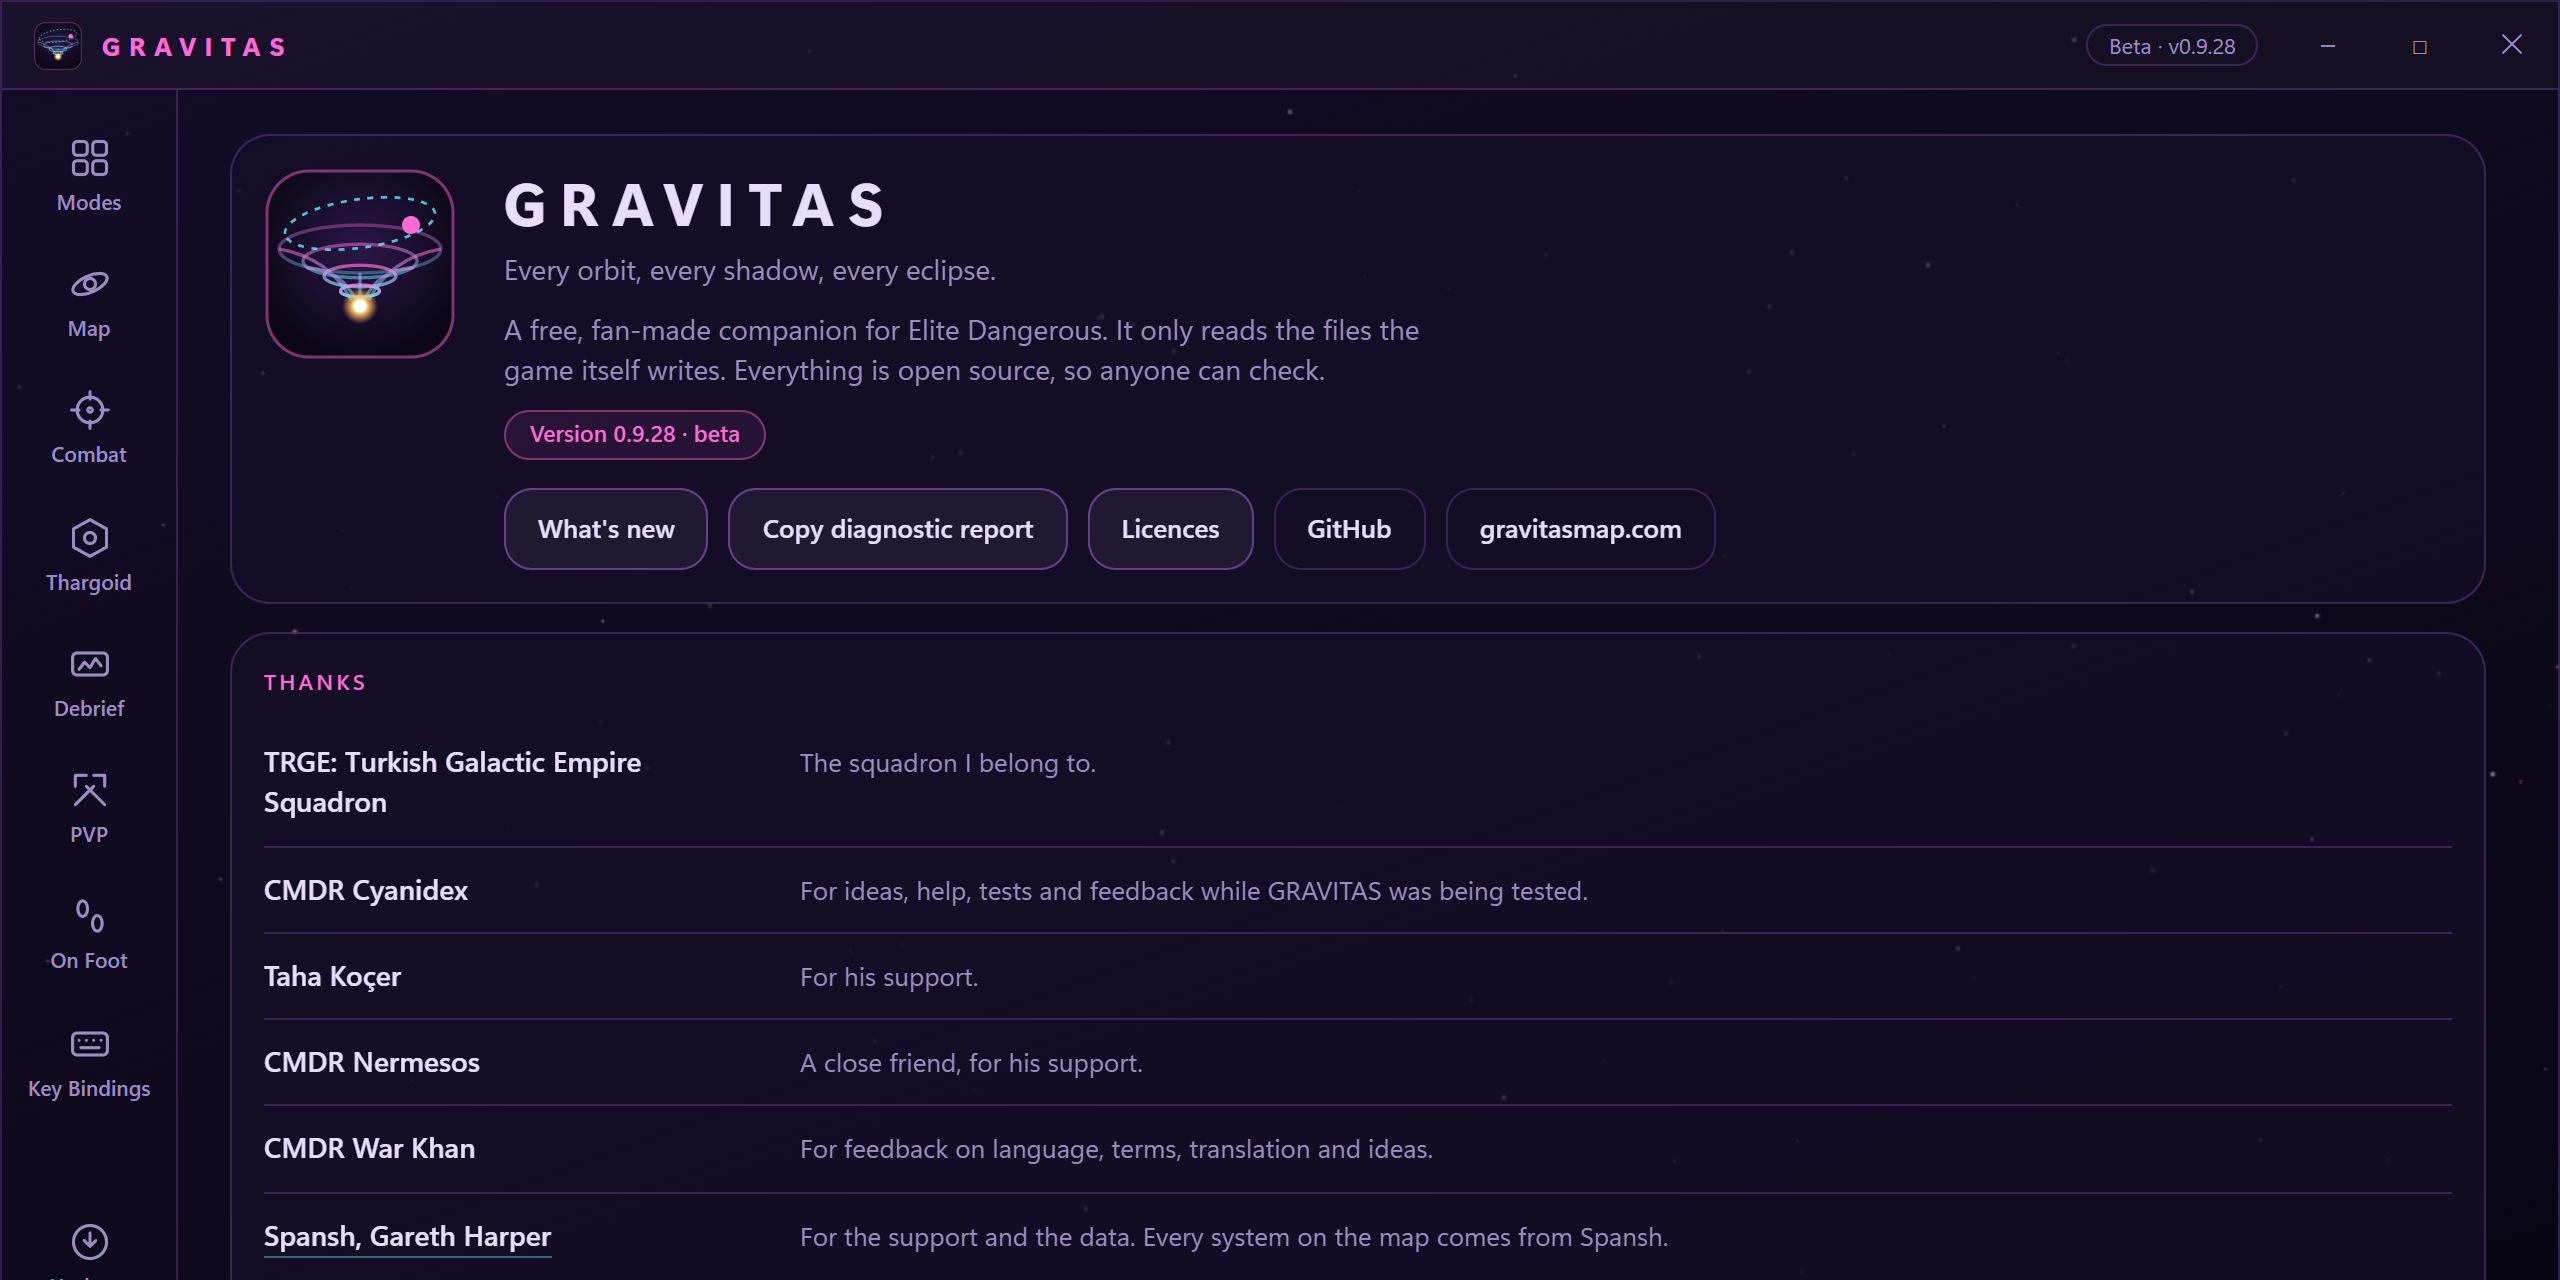 GRAVITAS
Beta · v0.9.28
Modes
Map
Combat
Thargoid
Debrief
PVP
On Foot
Key Bindings
GRAVITAS
Every orbit, every shadow, every eclipse.
A free, fan-made companion for Elite Dangerous. It only reads the files the
game itself writes. Everything is open source, so anyone can check.
Version 0.9.28 · beta
What's new
Copy diagnostic report
Licences
GitHub
gravitasmap.com
THANKS
TRGE: Turkish Galactic Empire
Squadron
The squadron I belong to.
CMDR Cyanidex
For ideas, help, tests and feedback while GRAVITAS was being tested.
Taha Koçer
For his support.
CMDR Nermesos
A close friend, for his support.
CMDR War Khan
For feedback on language, terms, translation and ideas.
Spansh, Gareth Harper
For the support and the data. Every system on the map comes from Spansh.